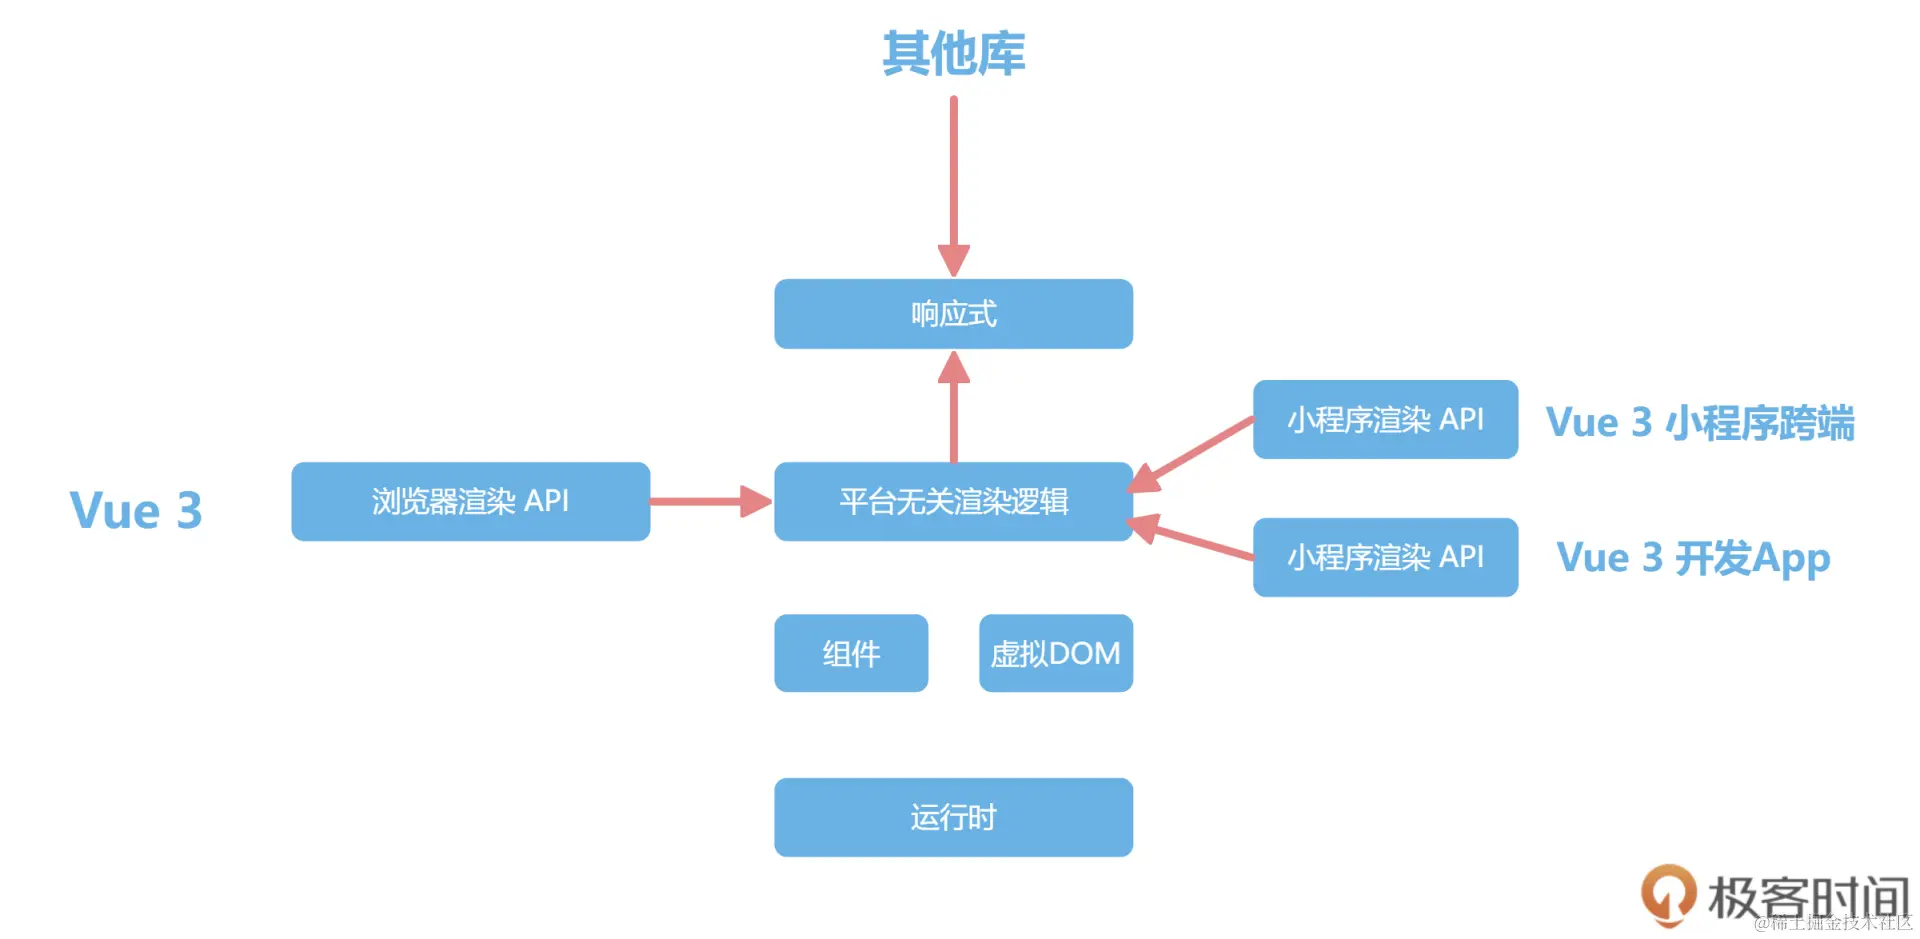 其他库
响应式
小程序渲染 API
Vue 3 小程序跨端
Vue 3
浏览器渲染 API
平台无关渲染逻辑
小程序渲染 API
Vue 3 开发App
组件
虚拟DOM
运行时
极客时间
@稀土掘金技术社区